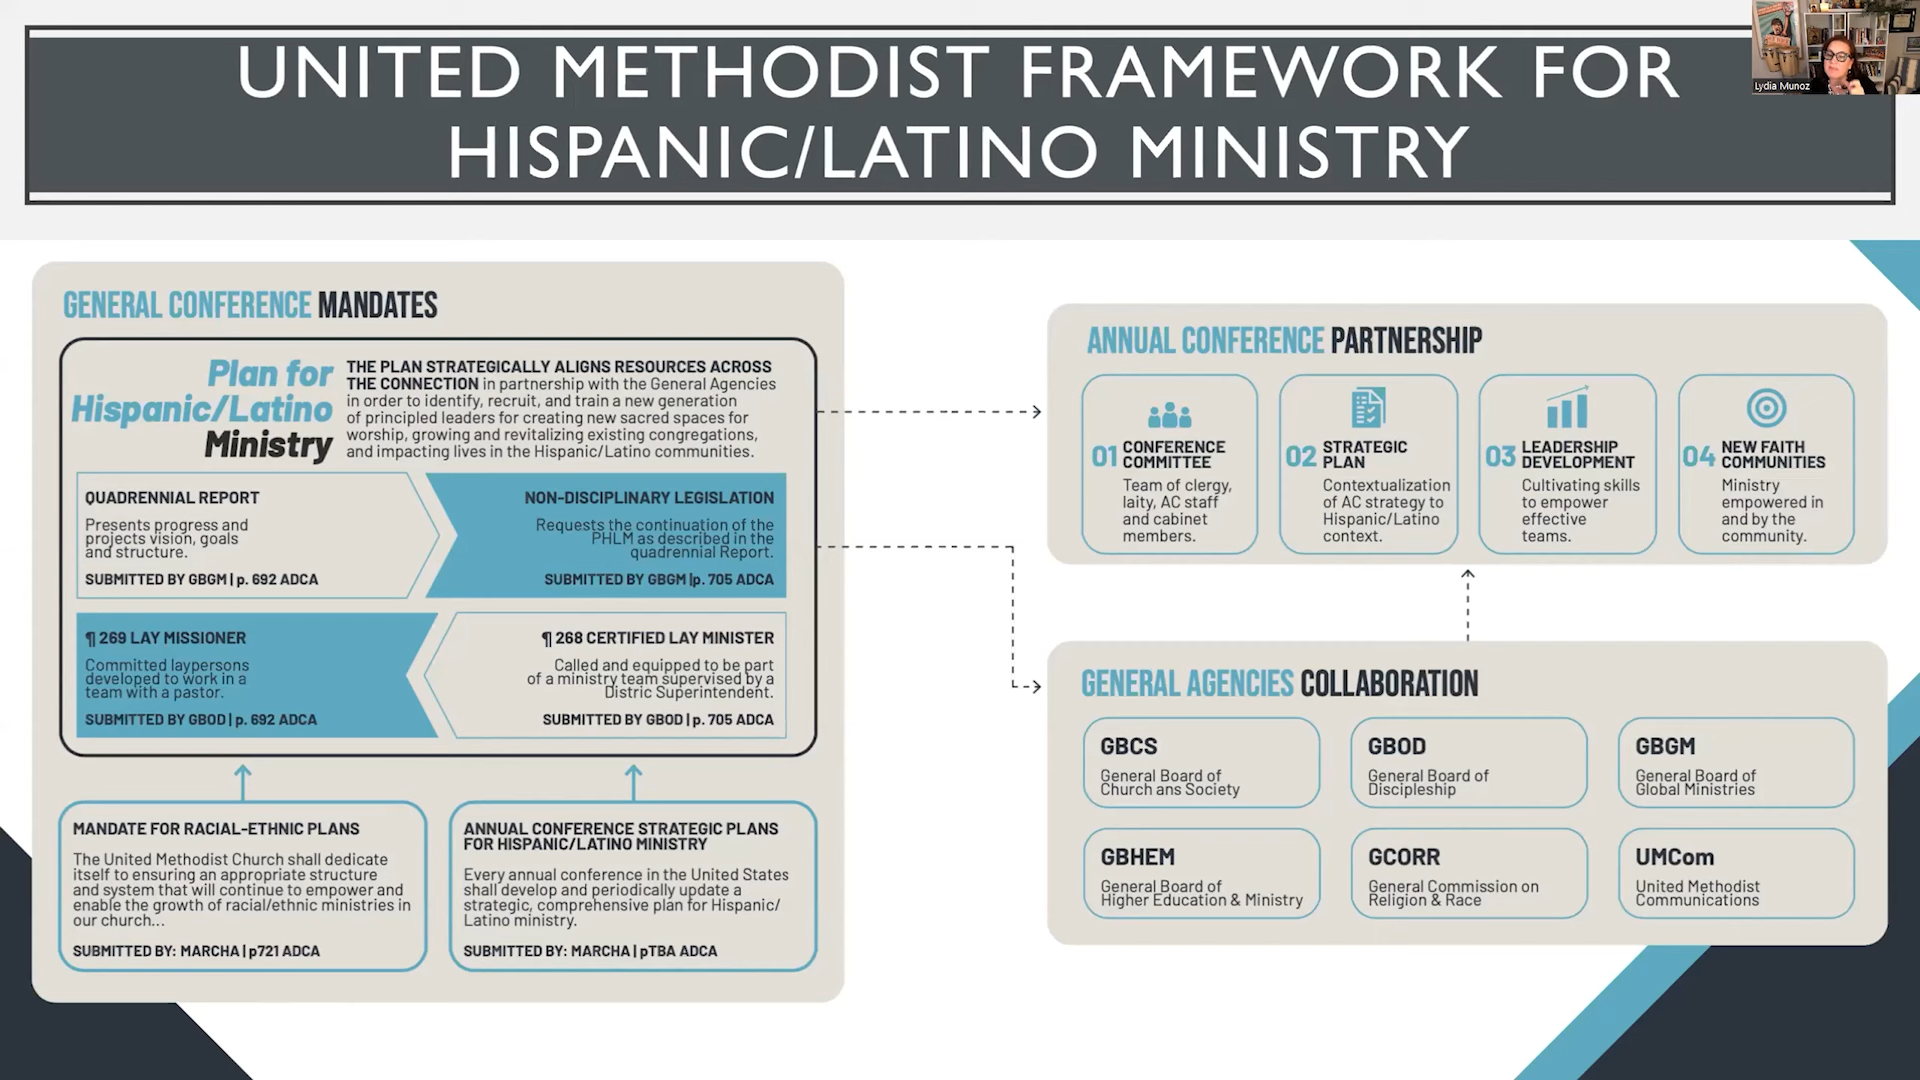 UNITED METHODIST FRAMEWORK FOR
HISPANIC/LATINO MINISTRY
Lydia Munoz
GENERAL CONFERENCE MANDATES
Plan for
Hispanic/Latino
Ministry
THE PLAN STRATEGICALLY ALIGNS RESOURCES ACROSS
THE CONNECTION in partnership with the General Agencies
in order to identify, recruit, and train a new generation
of principled leaders for creating new sacred spaces for
worship, growing and revitalizing existing congregations,
and impacting lives in the Hispanic/Latino communities.
QUADRENNIAL REPORT
Presents progress and
projects vision, goals
and structure.
SUBMITTED BY GBGM | p. 692 ADCA
NON-DISCIPLINARY LEGISLATION
Requests the continuation of the
PHLM as described in the
quadrennial Report.
SUBMITTED BY GBGM |p. 705 ADCA
¶ 269 LAY MISSIONER
Committed laypersons
developed to work in a
team with a pastor.
SUBMITTED BY GBOD | p. 692 ADCA
¶ 268 CERTIFIED LAY MINISTER
Called and equipped to be part
of a ministry team supervised by a
Distric Superintendent.
SUBMITTED BY GBOD | p. 705 ADCA
MANDATE FOR RACIAL-ETHNIC PLANS
The United Methodist Church shall dedicate
itself to ensuring an appropriate structure
and system that will continue to empower and
enable the growth of racial/ethnic ministries in
our church...
SUBMITTED BY: MARCHA | p721 ADCA
ANNUAL CONFERENCE STRATEGIC PLANS
FOR HISPANIC/LATINO MINISTRY
Every annual conference in the United States
shall develop and periodically update a
strategic, comprehensive plan for Hispanic/
Latino ministry.
SUBMITTED BY: MARCHA | pTBA ADCA
ANNUAL CONFERENCE PARTNERSHIP
01 CONFERENCE
COMMITTEE
Team of clergy,
laity, AC staff
and cabinet
members.
02 STRATEGIC
PLAN
Contextualization
of AC strategy to
Hispanic/Latino
context.
03 LEADERSHIP
DEVELOPMENT
Cultivating skills
to empower
effective
teams.
04 NEW FAITH
COMMUNITIES
Ministry
empowered in
and by the
community.
GENERAL AGENCIES COLLABORATION
GBCS
General Board of
Church ans Society
GBOD
General Board of
Discipleship
GBGM
General Board of
Global Ministries
GBHEM
General Board of
Higher Education & Ministry
GCORR
General Commission on
Religion & Race
UMCom
United Methodist
Communications